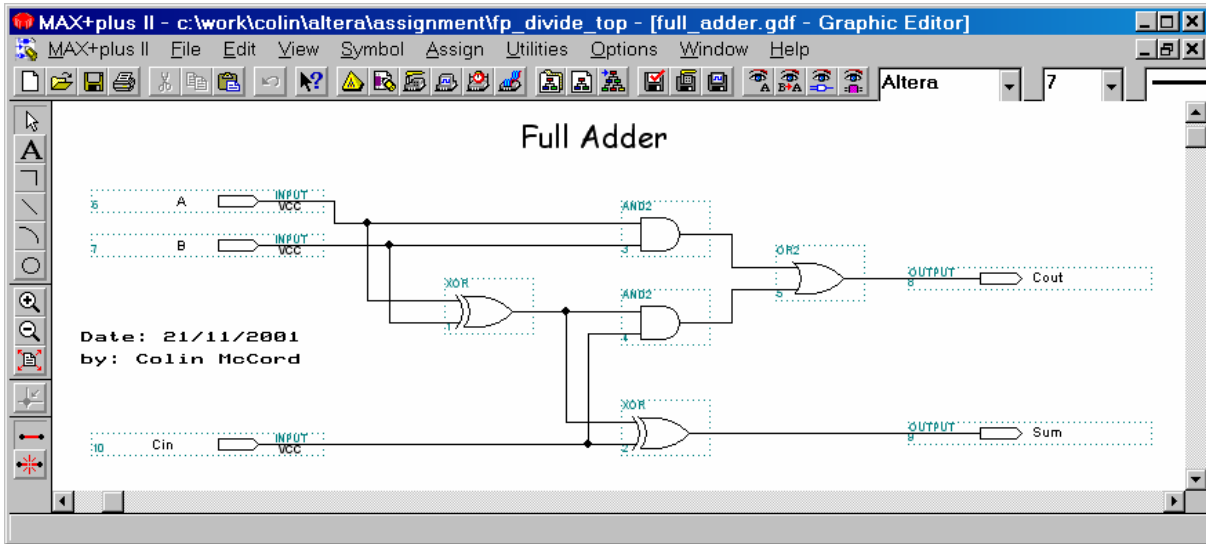 MAX+plus II - c:\work\colin\altera\assignment\fp_divide_top - [full_adder.gdf - Graphic Editor]
MAX+plus II File Edit View Symbol Assign Utilities Options Window Help
A B+A Altera 7
A
Full Adder
6 A INPUT VCC
AND2
3
7 B INPUT VCC
OR2
5
OUTPUT 8 Cout
XOR
1
AND2
4
Date: 21/11/2001
by: Colin McCord
XOR
2
OUTPUT 9 Sum
10 Cin INPUT VCC